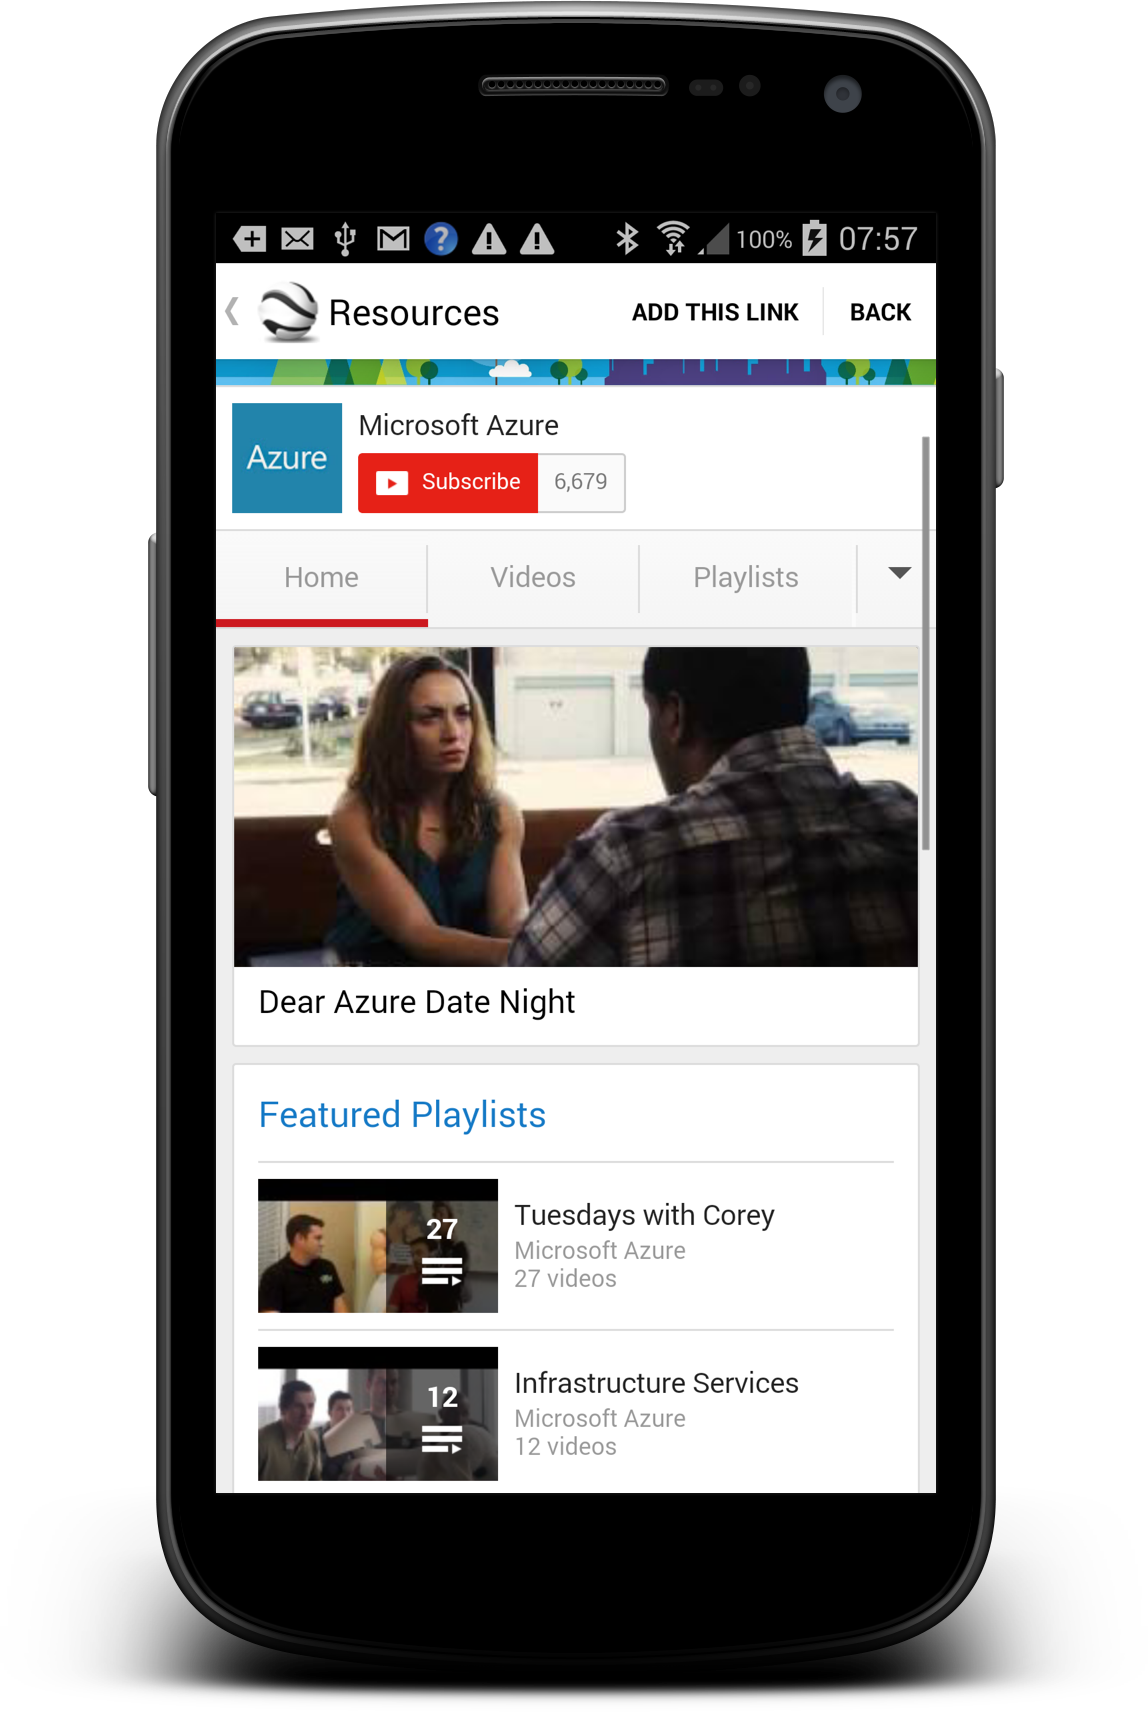 100% 07:57
Resources ADD THIS LINK BACK
Azure
Microsoft Azure
Subscribe 6,679
Home Videos Playlists
Dear Azure Date Night
Featured Playlists
27
Tuesdays with Corey
Microsoft Azure
27 videos
12
Infrastructure Services
Microsoft Azure
12 videos